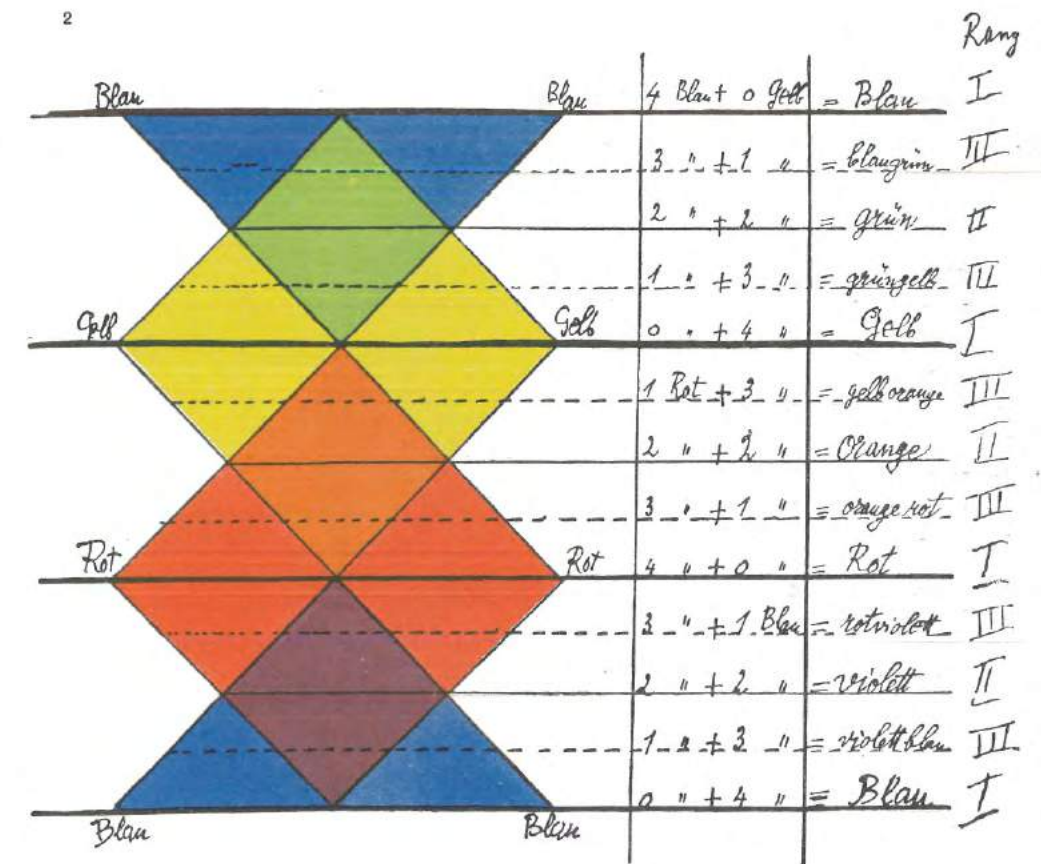 2
Rang
Blau Blau 4 Blau + 0 Gelb = Blau I
3 " + 1 " = blaugrün III
2 " + 2 " = grün II
1 " + 3 " = grüngelb III
Gelb Gelb 0 " + 4 " = Gelb I
1 Rot + 3 " = gelborange III
2 " + 2 " = Orange II
3 " + 1 " = orangerot III
Rot Rot 4 " + 0 " = Rot I
3 " + 1 Blau = rotviolett III
2 " + 2 " = violett II
1 " + 3 " = violettblau III
0 " + 4 " = Blau I
Blau Blau